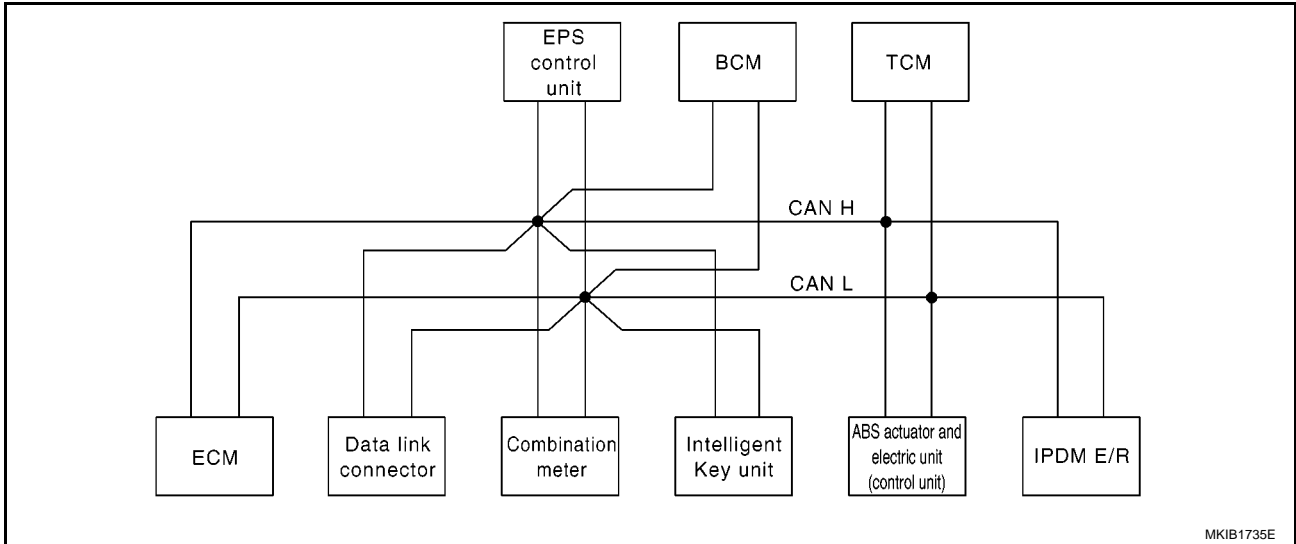 EPS
control
unit
BCM
TCM
CAN H
CAN L
ECM
Data link
connector
Combination
meter
Intelligent
Key unit
ABS actuator and
electric unit
(control unit)
IPDM E/R
MKIB1735E